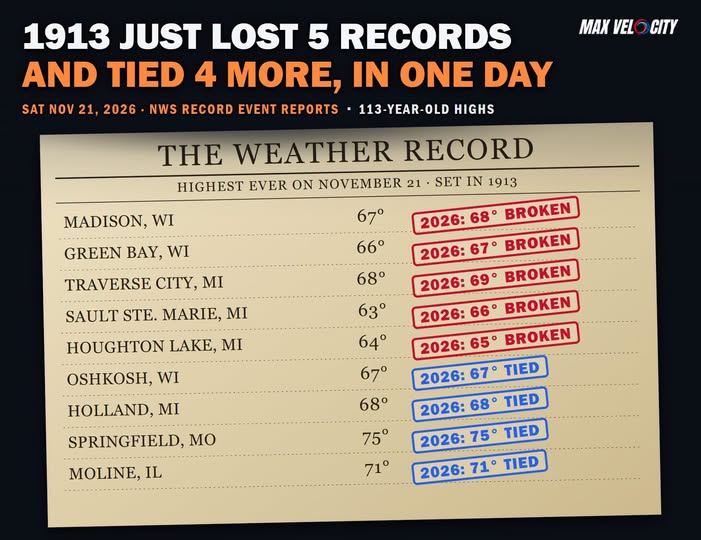 1913 JUST LOST 5 RECORDS
MAX VELOCITY
AND TIED 4 MORE, IN ONE DAY
SAT NOV 21, 2026 · NWS RECORD EVENT REPORTS · 113-YEAR-OLD HIGHS
THE WEATHER RECORD
HIGHEST EVER ON NOVEMBER 21 · SET IN 1913
MADISON, WI 67° 2026: 68° BROKEN
GREEN BAY, WI 66° 2026: 67° BROKEN
TRAVERSE CITY, MI 68° 2026: 69° BROKEN
SAULT STE. MARIE, MI 63° 2026: 66° BROKEN
HOUGHTON LAKE, MI 64° 2026: 65° BROKEN
OSHKOSH, WI 67° 2026: 67° TIED
HOLLAND, MI 68° 2026: 68° TIED
SPRINGFIELD, MO 75° 2026: 75° TIED
MOLINE, IL 71° 2026: 71° TIED